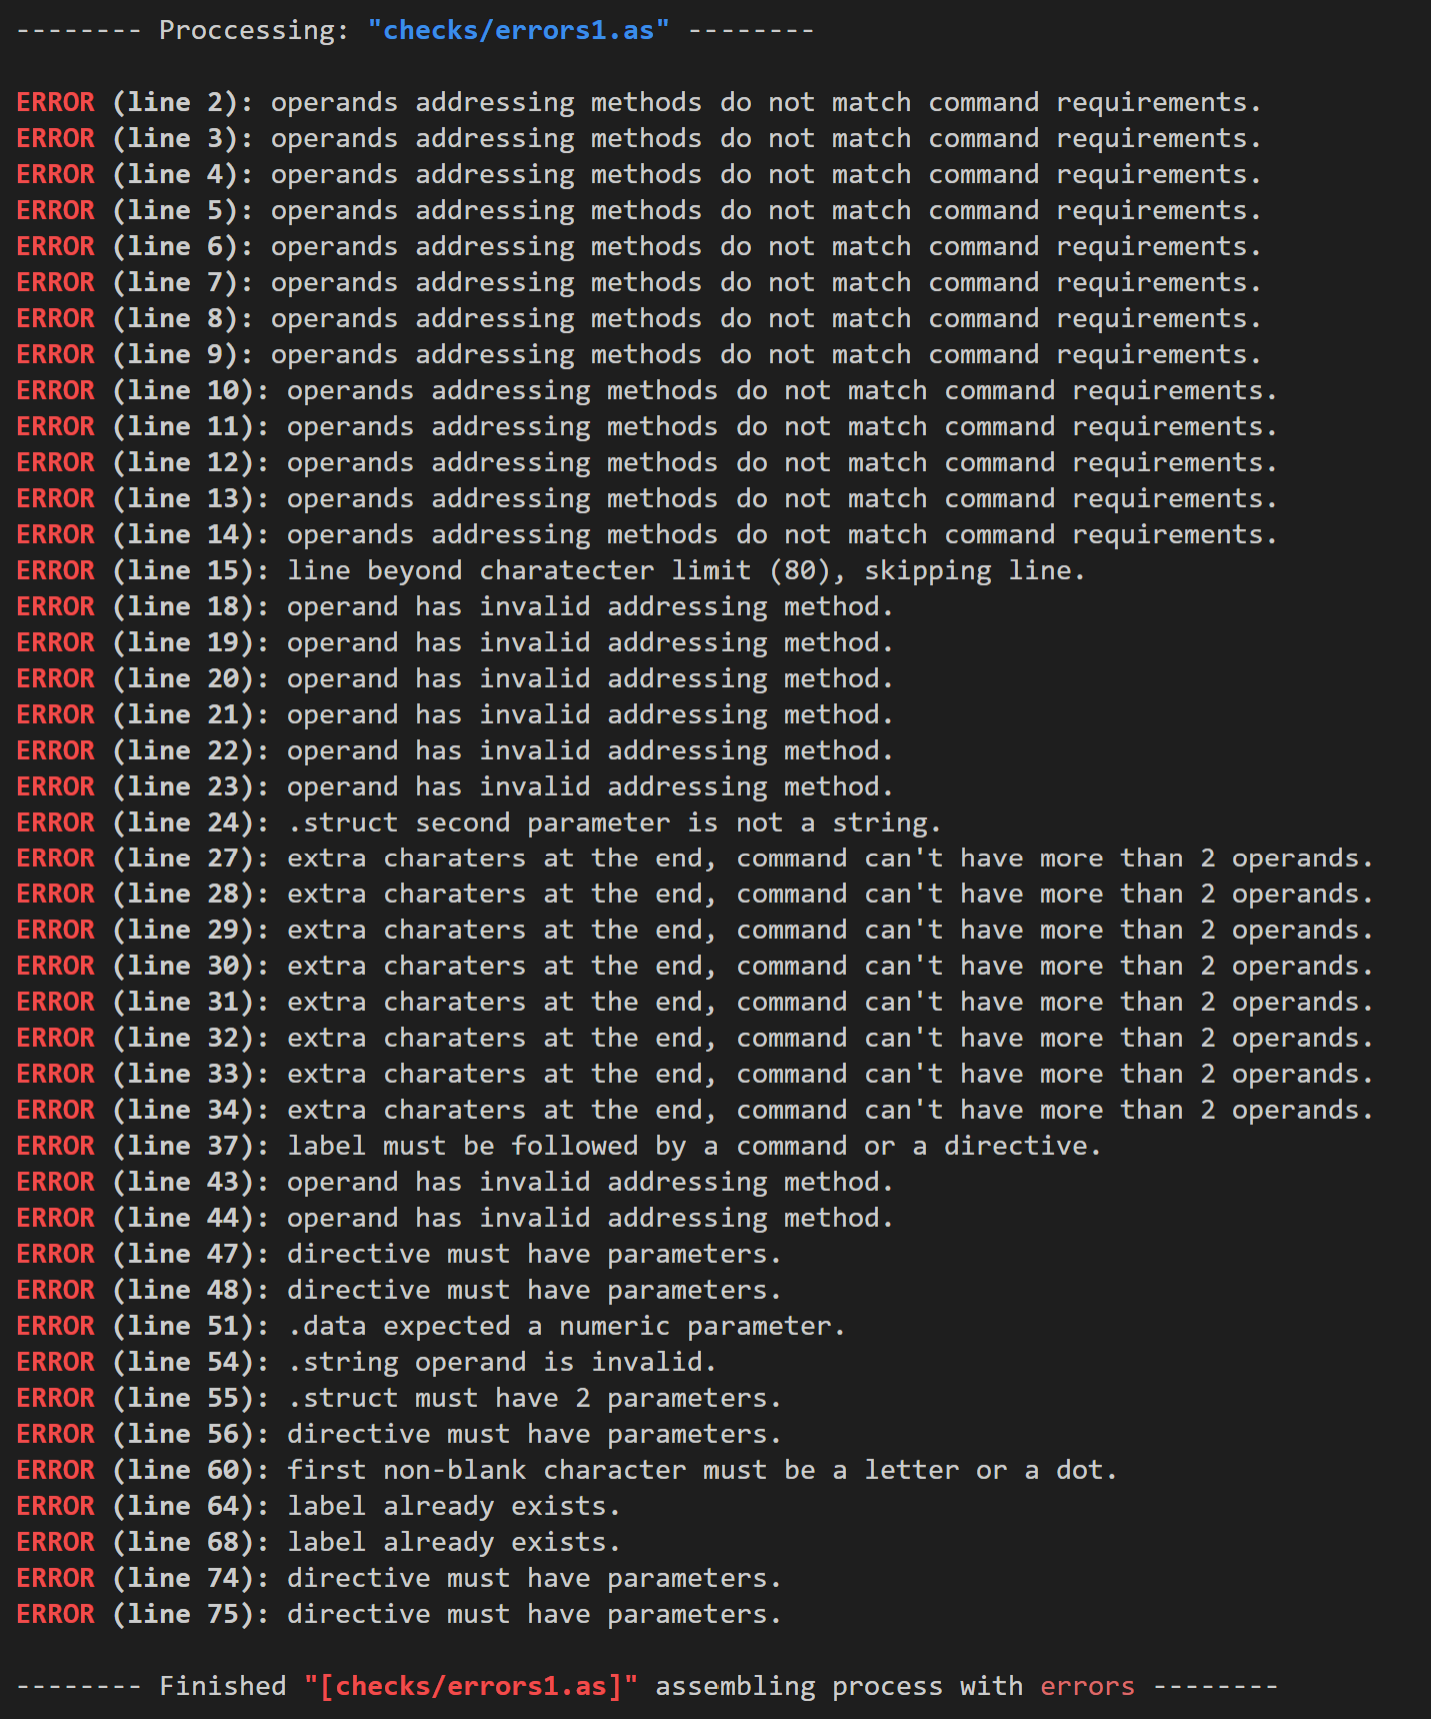 -------- Proccessing: "checks/errors1.as" --------
ERROR (line 2): operands addressing methods do not match command requirements.
ERROR (line 3): operands addressing methods do not match command requirements.
ERROR (line 4): operands addressing methods do not match command requirements.
ERROR (line 5): operands addressing methods do not match command requirements.
ERROR (line 6): operands addressing methods do not match command requirements.
ERROR (line 7): operands addressing methods do not match command requirements.
ERROR (line 8): operands addressing methods do not match command requirements.
ERROR (line 9): operands addressing methods do not match command requirements.
ERROR (line 10): operands addressing methods do not match command requirements.
ERROR (line 11): operands addressing methods do not match command requirements.
ERROR (line 12): operands addressing methods do not match command requirements.
ERROR (line 13): operands addressing methods do not match command requirements.
ERROR (line 14): operands addressing methods do not match command requirements.
ERROR (line 15): line beyond charatecter limit (80), skipping line.
ERROR (line 18): operand has invalid addressing method.
ERROR (line 19): operand has invalid addressing method.
ERROR (line 20): operand has invalid addressing method.
ERROR (line 21): operand has invalid addressing method.
ERROR (line 22): operand has invalid addressing method.
ERROR (line 23): operand has invalid addressing method.
ERROR (line 24): .struct second parameter is not a string.
ERROR (line 27): extra charaters at the end, command can't have more than 2 operands.
ERROR (line 28): extra charaters at the end, command can't have more than 2 operands.
ERROR (line 29): extra charaters at the end, command can't have more than 2 operands.
ERROR (line 30): extra charaters at the end, command can't have more than 2 operands.
ERROR (line 31): extra charaters at the end, command can't have more than 2 operands.
ERROR (line 32): extra charaters at the end, command can't have more than 2 operands.
ERROR (line 33): extra charaters at the end, command can't have more than 2 operands.
ERROR (line 34): extra charaters at the end, command can't have more than 2 operands.
ERROR (line 37): label must be followed by a command or a directive.
ERROR (line 43): operand has invalid addressing method.
ERROR (line 44): operand has invalid addressing method.
ERROR (line 47): directive must have parameters.
ERROR (line 48): directive must have parameters.
ERROR (line 51): .data expected a numeric parameter.
ERROR (line 54): .string operand is invalid.
ERROR (line 55): .struct must have 2 parameters.
ERROR (line 56): directive must have parameters.
ERROR (line 60): first non-blank character must be a letter or a dot.
ERROR (line 64): label already exists.
ERROR (line 68): label already exists.
ERROR (line 74): directive must have parameters.
ERROR (line 75): directive must have parameters.
-------- Finished "[checks/errors1.as]" assembling process with errors --------